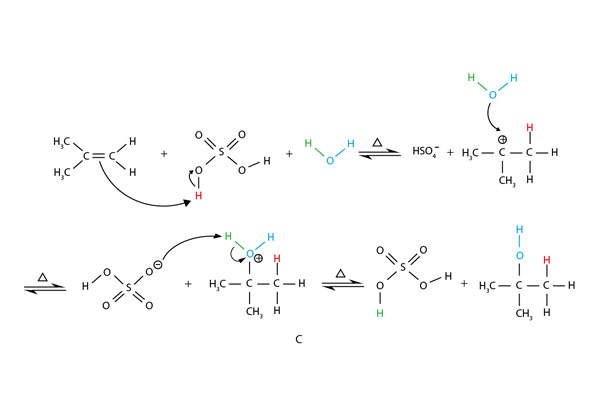 H H
O
H
O O
H₃C H H H △ ⊕
C = C + S + O ⇌ HSO₄⁻ + H₃C – C – C – H
H₃C H O O H
H CH₃ H
H
H H O O H
O O⊖ O⊕ H O
△ H S + H₃C – C – C – H △ S H + H₃C – C – C – H
O O CH₃ H O O CH₃ H
H
C